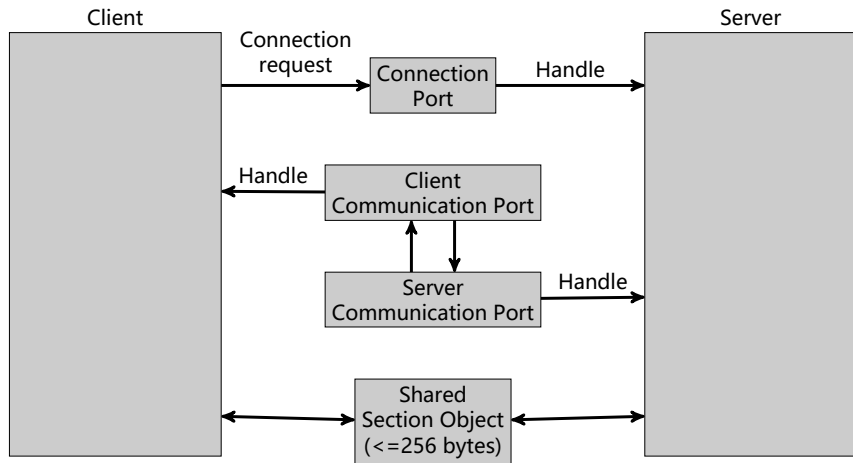 Client
Server
Connection
request
Connection
Port
Handle
Handle
Client
Communication Port
Server
Communication Port
Handle
Shared
Section Object
(<=256 bytes)